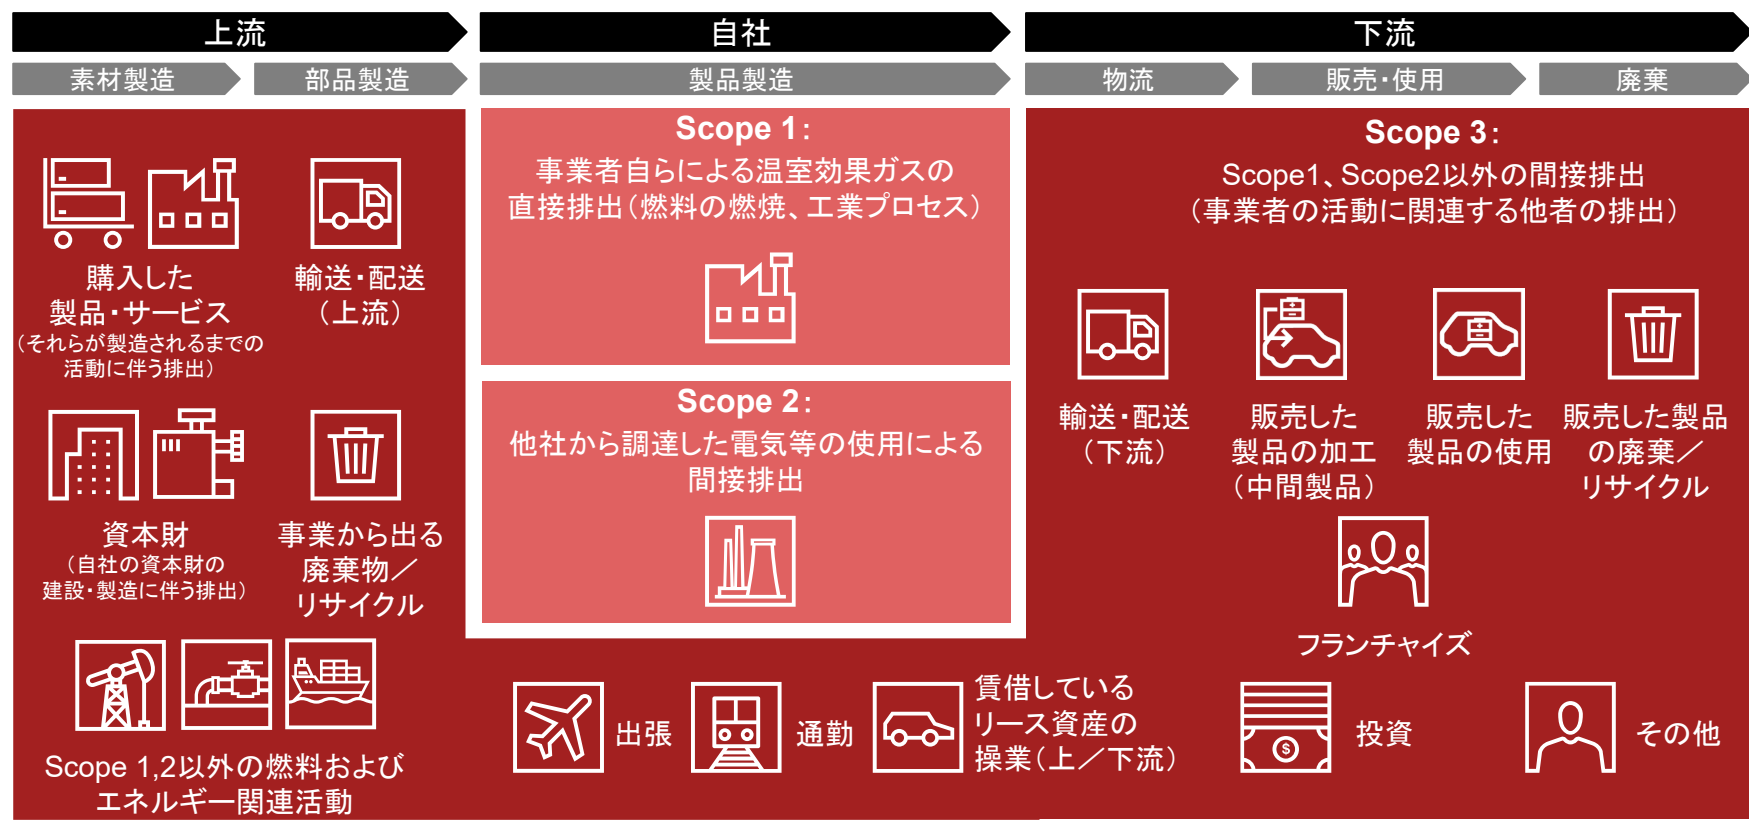 上流
自社
下流
素材製造
部品製造
製品製造
物流
販売・使用
廃棄
購入した
製品・サービス
（それらが製造されるまでの
活動に伴う排出）
輸送・配送
（上流）
資本財
（自社の資本財の
建設・製造に伴う排出）
事業から出る
廃棄物／
リサイクル
Scope 1,2以外の燃料および
エネルギー関連活動
Scope 1：
事業者自らによる温室効果ガスの
直接排出（燃料の燃焼、工業プロセス）
Scope 2：
他社から調達した電気等の使用による
間接排出
Scope 3：
Scope1、Scope2以外の間接排出
（事業者の活動に関連する他者の排出）
輸送・配送
（下流）
販売した
製品の加工
（中間製品）
販売した
製品の使用
販売した製品
の廃棄／
リサイクル
フランチャイズ
出張
通勤
賃借している
リース資産の
操業（上／下流）
$
投資
その他